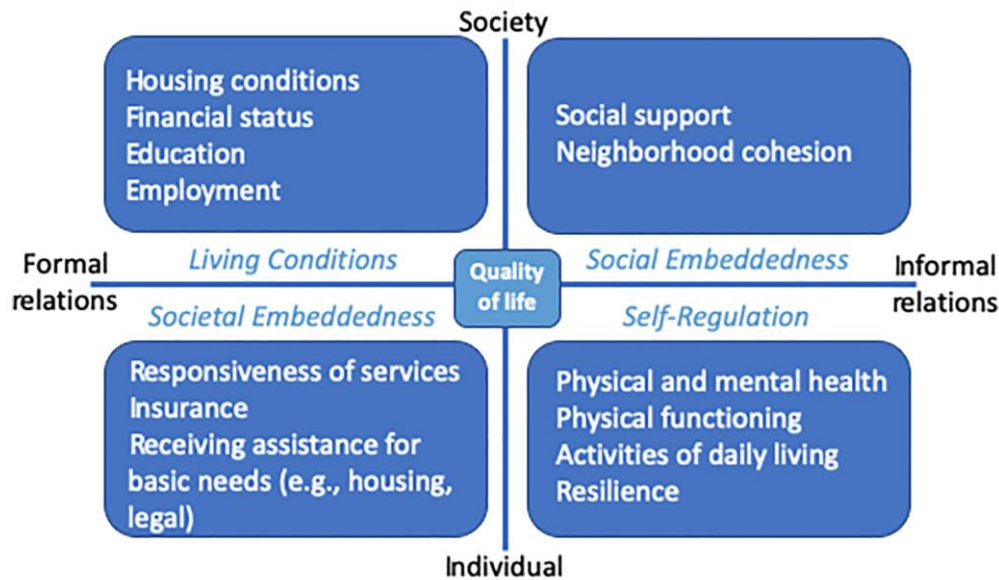 Society
Housing conditions
Financial status
Education
Employment
Social support
Neighborhood cohesion
Formal
relations
Living Conditions
Quality
of life
Social Embeddedness
Informal
relations
Societal Embeddedness
Self-Regulation
Responsiveness of services
Insurance
Receiving assistance for
basic needs (e.g., housing,
legal)
Physical and mental health
Physical functioning
Activities of daily living
Resilience
Individual